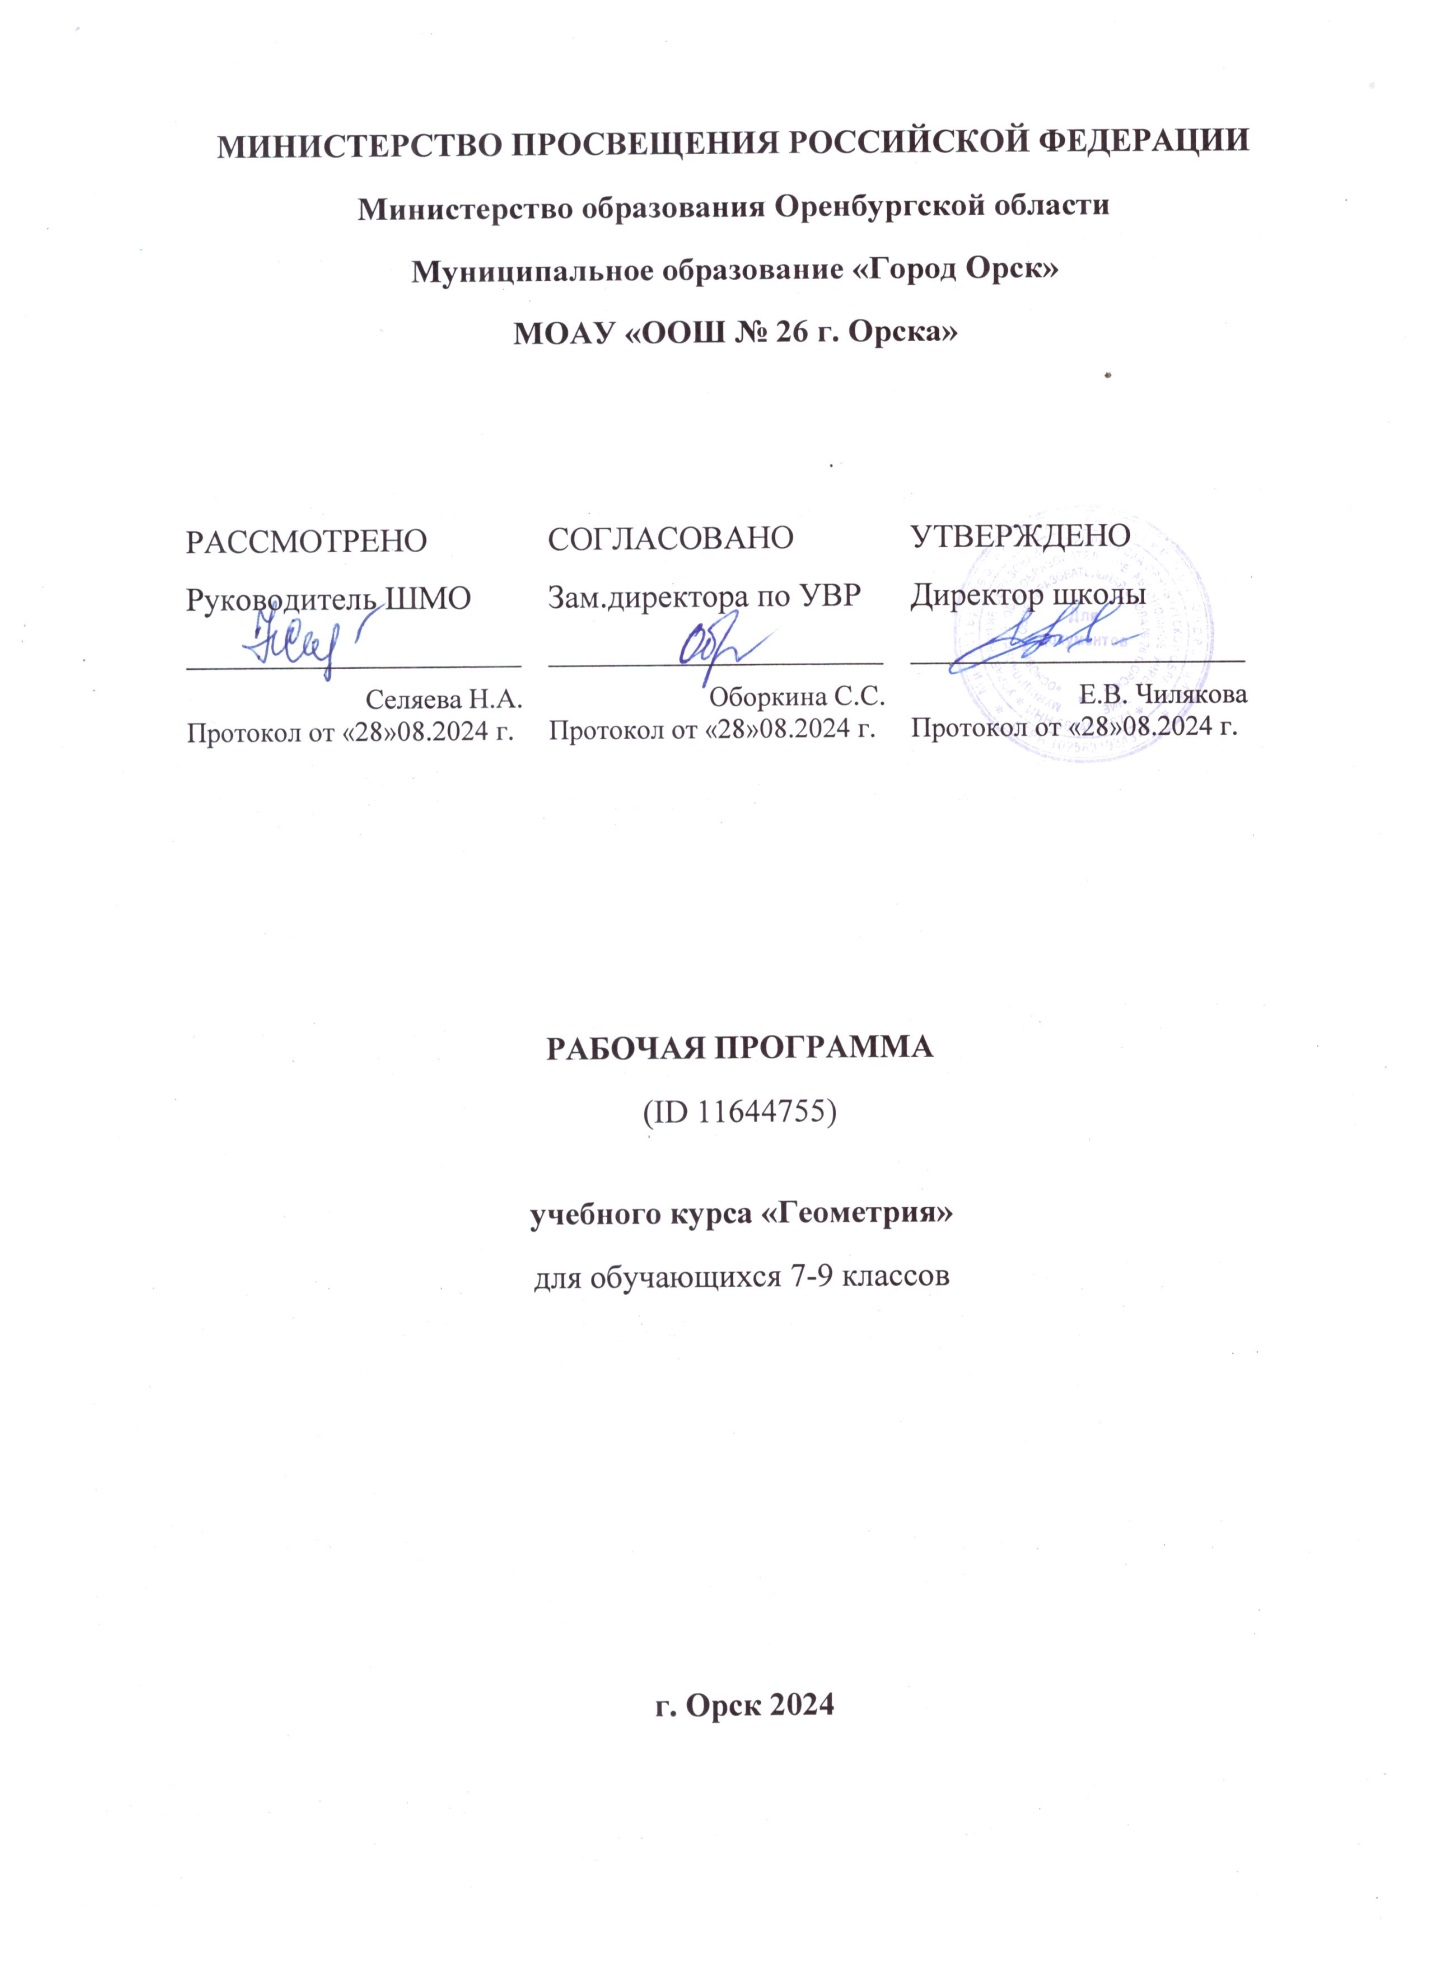 МИНИСТЕРСТВО ПРОСВЕЩЕНИЯ РОССИЙСКОЙ ФЕДЕРАЦИИ
Министерство образования Оренбургской области
Муниципальное образование «Город Орск»
МОАУ «ООШ № 26 г. Орска»
РАССМОТРЕНО
Руководитель ШМО
Селяева Н.А.
Протокол от «28»08.2024 г.
СОГЛАСОВАНО
Зам.директора по УВР
Оборкина С.С.
Протокол от «28»08.2024 г.
УТВЕРЖДЕНО
Директор школы
Е.В. Чилякова
Протокол от «28»08.2024 г.
РАБОЧАЯ ПРОГРАММА
(ID 11644755)
учебного курса «Геометрия»
для обучающихся 7-9 классов
г. Орск 2024